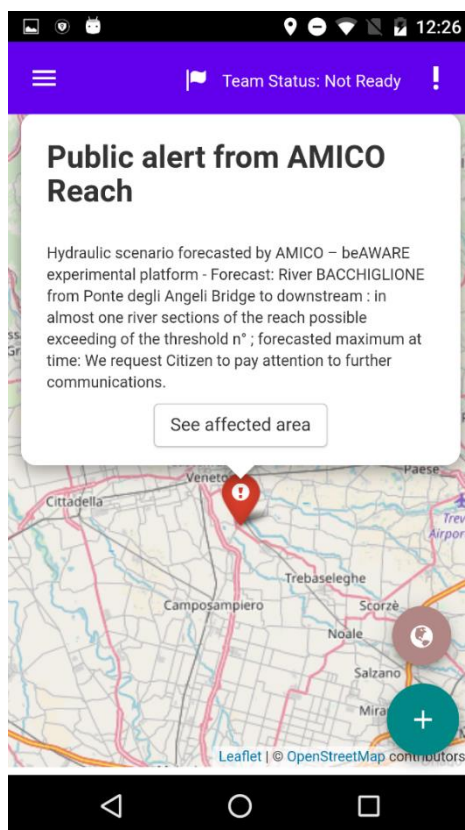 12:26
Team Status: Not Ready
Public alert from AMICO
Reach
Hydraulic scenario forecasted by AMICO – beAWARE
experimental platform - Forecast: River BACCHIGLIONE
from Ponte degli Angeli Bridge to downstream : in
almost one river sections of the reach possible
exceeding of the threshold n° ; forecasted maximum at
time: We request Citizen to pay attention to further
communications.
See affected area
Paese
Veneto
Cittadella
Trev
Airport
Trebaseleghe
Camposampiero
Scorzè
Noale
Salzano
Mira
Leaflet | © OpenStreetMap contributors